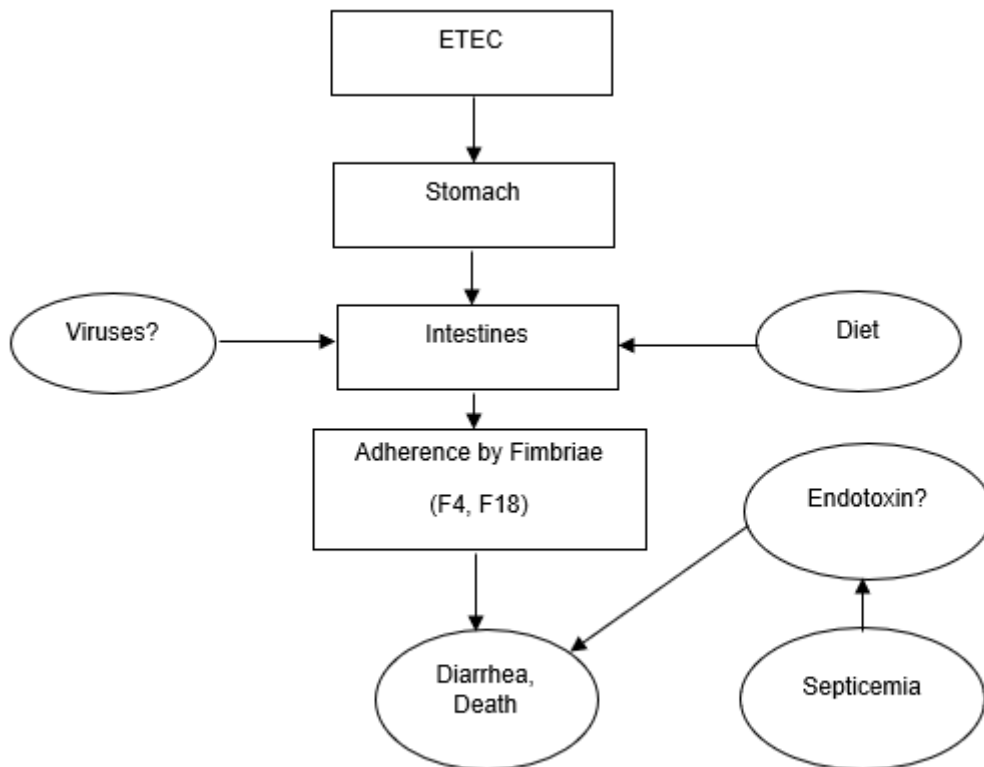 ETEC
Stomach
Viruses?
Intestines
Diet
Adherence by Fimbriae
(F4, F18)
Endotoxin?
Diarrhea,
Death
Septicemia